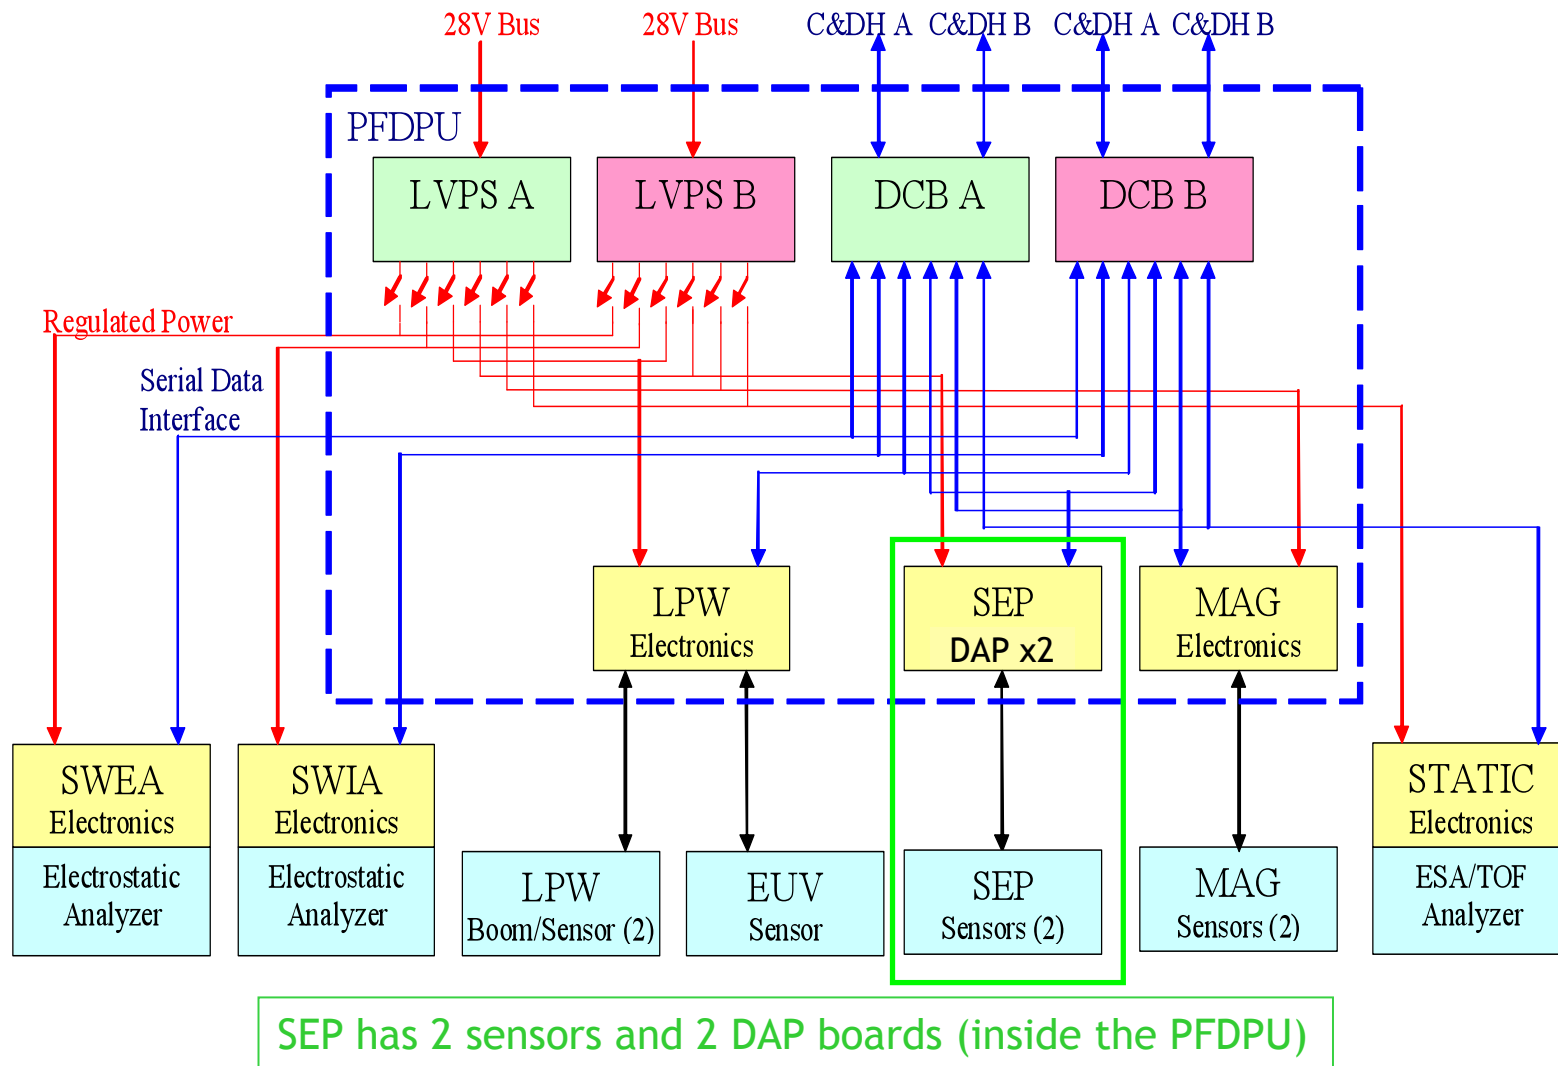 28V Bus
28V Bus
C&DH A
C&DH B
C&DH A
C&DH B
PFDPU
LVPS A
LVPS B
DCB A
DCB B
Regulated Power
Serial Data
Interface
LPW
Electronics
SEP
DAP x2
MAG
Electronics
SWEA
Electronics
Electrostatic
Analyzer
SWIA
Electronics
Electrostatic
Analyzer
LPW
Boom/Sensor (2)
EUV
Sensor
SEP
Sensors (2)
MAG
Sensors (2)
STATIC
Electronics
ESA/TOF
Analyzer
SEP has 2 sensors and 2 DAP boards (inside the PFDPU)